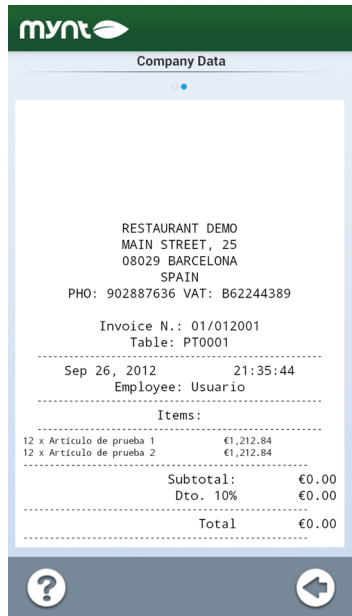 mynt
Company Data
RESTAURANT DEMO
MAIN STREET, 25
08029 BARCELONA
SPAIN
PHO: 902887636 VAT: B62244389
Invoice N.: 01/012001
Table: PT0001
Sep 26, 2012 21:35:44
Employee: Usuario
Items:
12 x Artículo de prueba 1 €1,212.84
12 x Artículo de prueba 2 €1,212.84
Subtotal: €0.00
Dto. 10% €0.00
Total €0.00
?